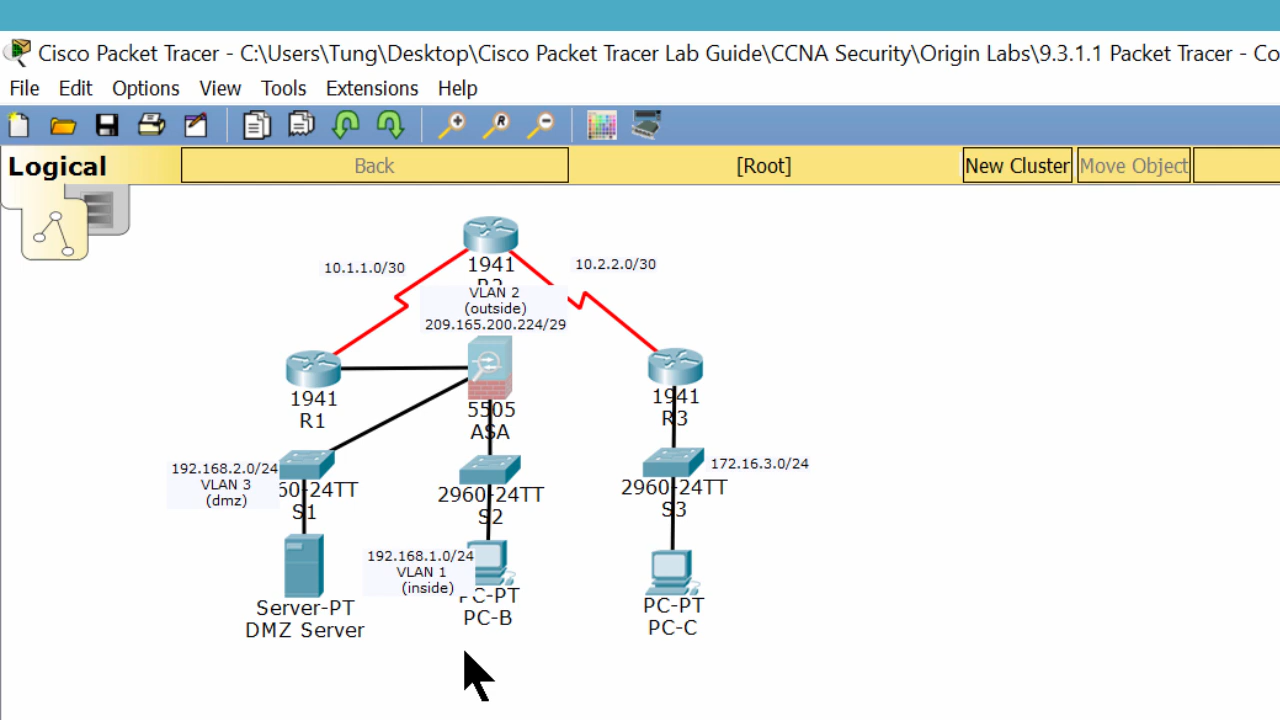 Cisco Packet Tracer - C:\Users\Tung\Desktop\Cisco Packet Tracer Lab Guide\CCNA Security\Origin Labs\9.3.1.1 Packet Tracer - Co
File Edit Options View Tools Extensions Help
Logical Back [Root] New Cluster Move Object
10.1.1.0/30
1941
10.2.2.0/30
VLAN 2
(outside)
209.165.200.224/29
1941
R1
5505
ASA
1941
R3
192.168.2.0/24
VLAN 3
(dmz)
60-24TT
S1
2960-24TT
S2
2960-24TT
S3
172.16.3.0/24
192.168.1.0/24
VLAN 1
(inside)
Server-PT
DMZ Server
PC-PT
PC-B
PC-PT
PC-C